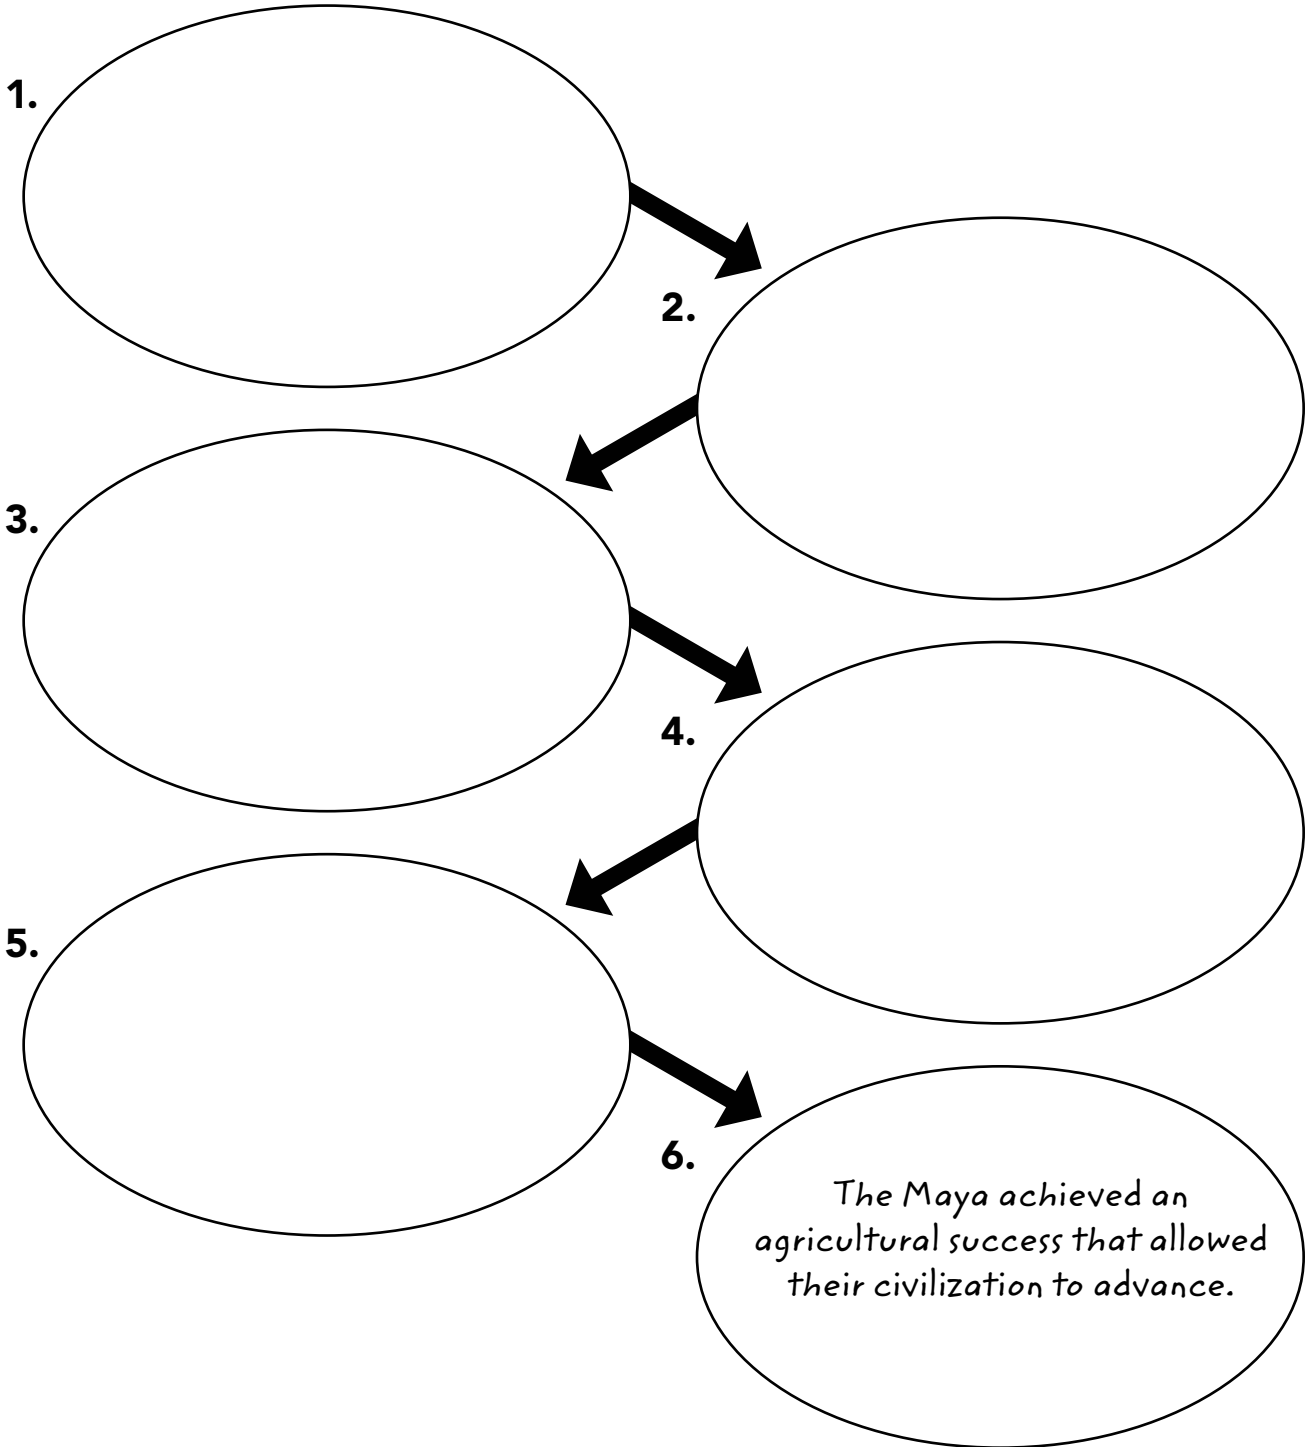 1.
2.
3.
4.
5.
6.
The Maya achieved an
agricultural success that allowed
their civilization to advance.